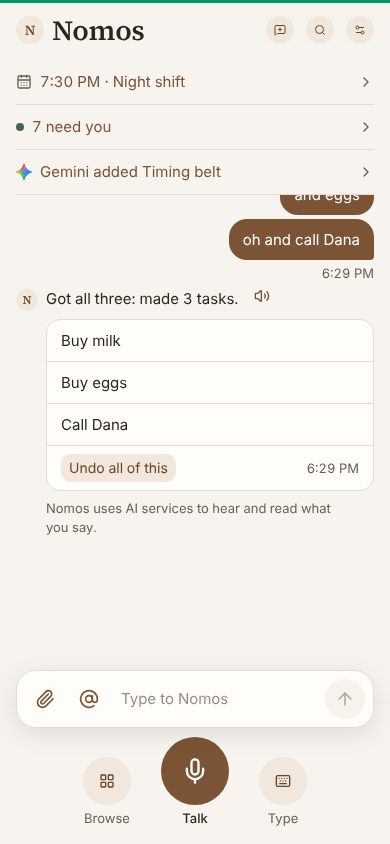 N Nomos
7:30 PM · Night shift
7 need you
Gemini added Timing belt
and eggs
oh and call Dana
6:29 PM
N Got all three: made 3 tasks.
Buy milk
Buy eggs
Call Dana
Undo all of this 6:29 PM
Nomos uses AI services to hear and read what
you say.
Type to Nomos
Browse Talk Type